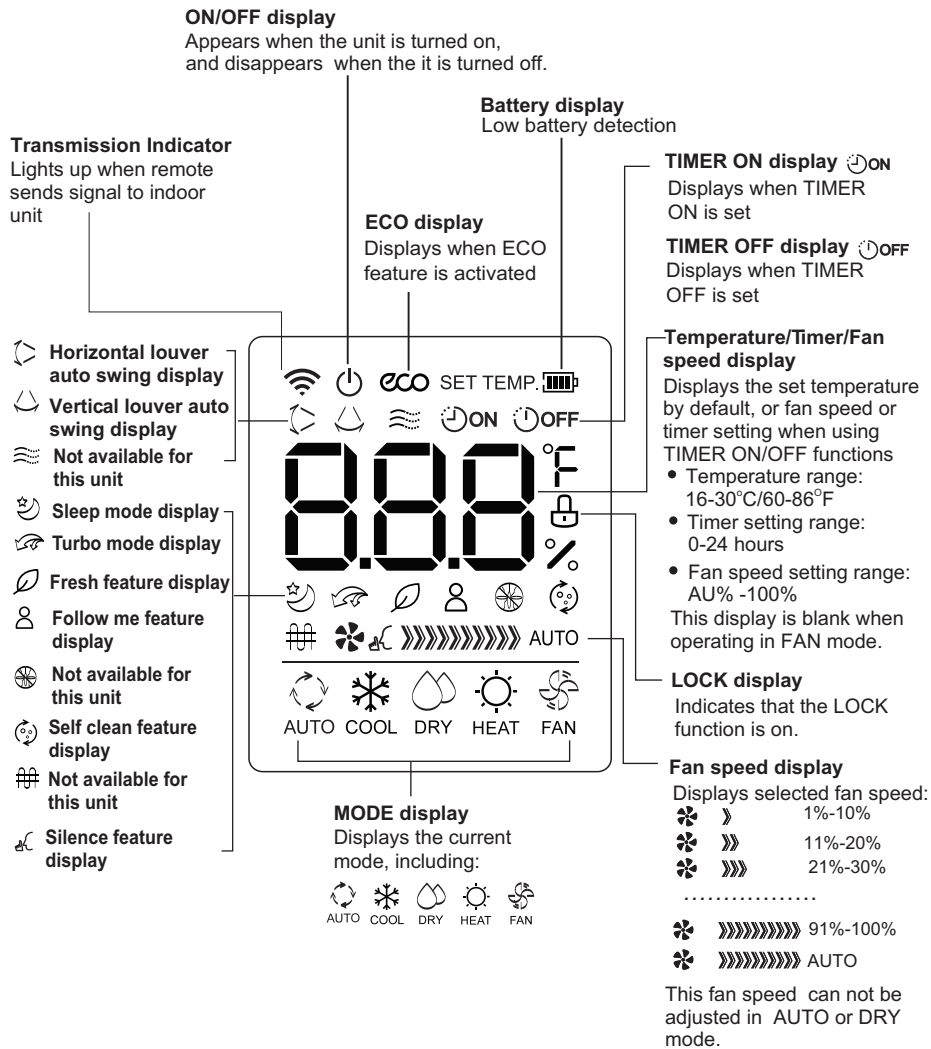 ON/OFF display
Appears when the unit is turned on,
and disappears when the it is turned off.
Battery display
Low battery detection
Transmission Indicator
Lights up when remote
sends signal to indoor
unit
TIMER ON display ON
Displays when TIMER
ON is set
ECO display
Displays when ECO
feature is activated
TIMER OFF display OFF
Displays when TIMER
OFF is set
Horizontal louver
auto swing display
Vertical louver auto
swing display
Not available for
this unit
Sleep mode display
Turbo mode display
Fresh feature display
Follow me feature
display
Not available for
this unit
Self clean feature
display
Not available for
this unit
Silence feature
display
eco SET TEMP.
ON OFF
8.8.8 °F
%
AUTO
AUTO COOL DRY HEAT FAN
Temperature/Timer/Fan
speed display
Displays the set temperature
by default, or fan speed or
timer setting when using
TIMER ON/OFF functions
• Temperature range:
16-30°C/60-86°F
• Timer setting range:
0-24 hours
• Fan speed setting range:
AU% -100%
This display is blank when
operating in FAN mode.
LOCK display
Indicates that the LOCK
function is on.
Fan speed display
Displays selected fan speed:
1%-10%
11%-20%
21%-30%
.................
91%-100%
AUTO
This fan speed can not be
adjusted in AUTO or DRY
mode.
MODE display
Displays the current
mode, including:
AUTO COOL DRY HEAT FAN